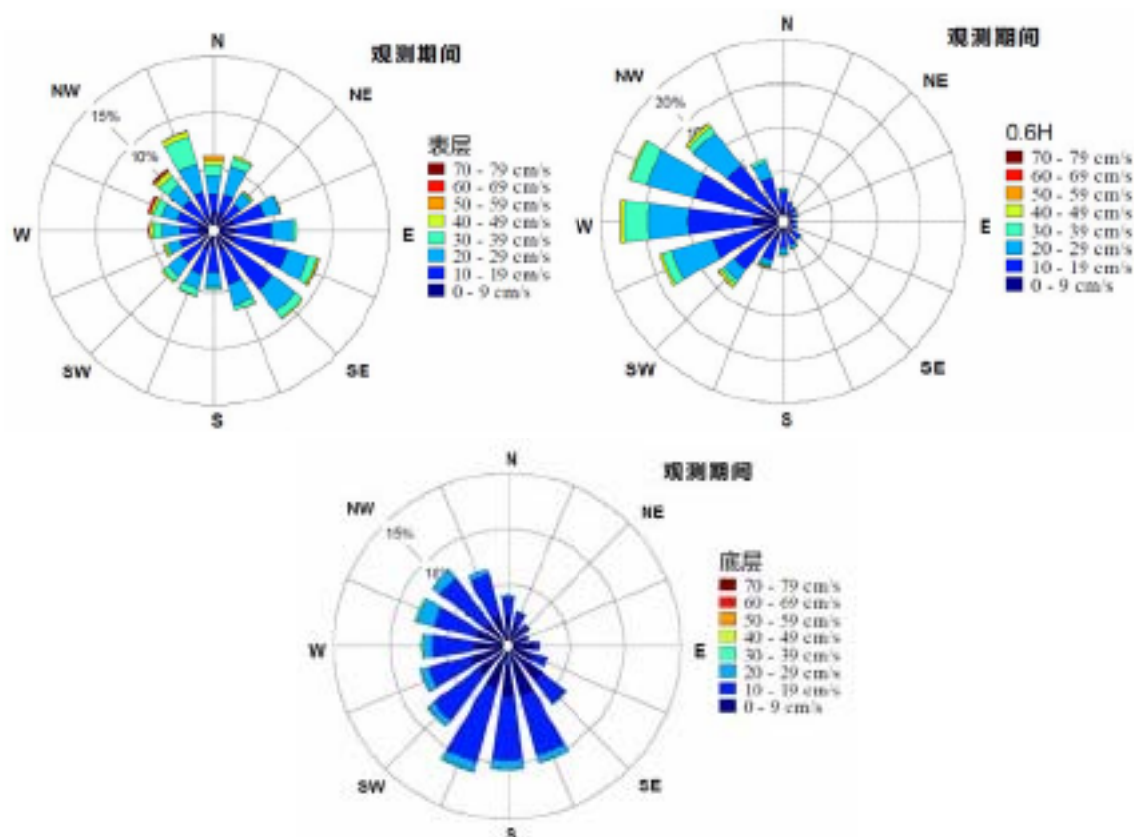 N
观测期间
NW
NE
15%
10%
W
E
SW
SE
S
表层
70 - 79 cm/s
60 - 69 cm/s
50 - 59 cm/s
40 - 49 cm/s
30 - 39 cm/s
20 - 29 cm/s
10 - 19 cm/s
0 - 9 cm/s
N
观测期间
NW
NE
20%
W
E
SW
SE
S
0.6H
70 - 79 cm/s
60 - 69 cm/s
50 - 59 cm/s
40 - 49 cm/s
30 - 39 cm/s
20 - 29 cm/s
10 - 19 cm/s
0 - 9 cm/s
N
观测期间
NW
NE
15%
W
E
SW
SE
S
底层
70 - 79 cm/s
60 - 69 cm/s
50 - 59 cm/s
40 - 49 cm/s
30 - 39 cm/s
20 - 29 cm/s
10 - 19 cm/s
0 - 9 cm/s